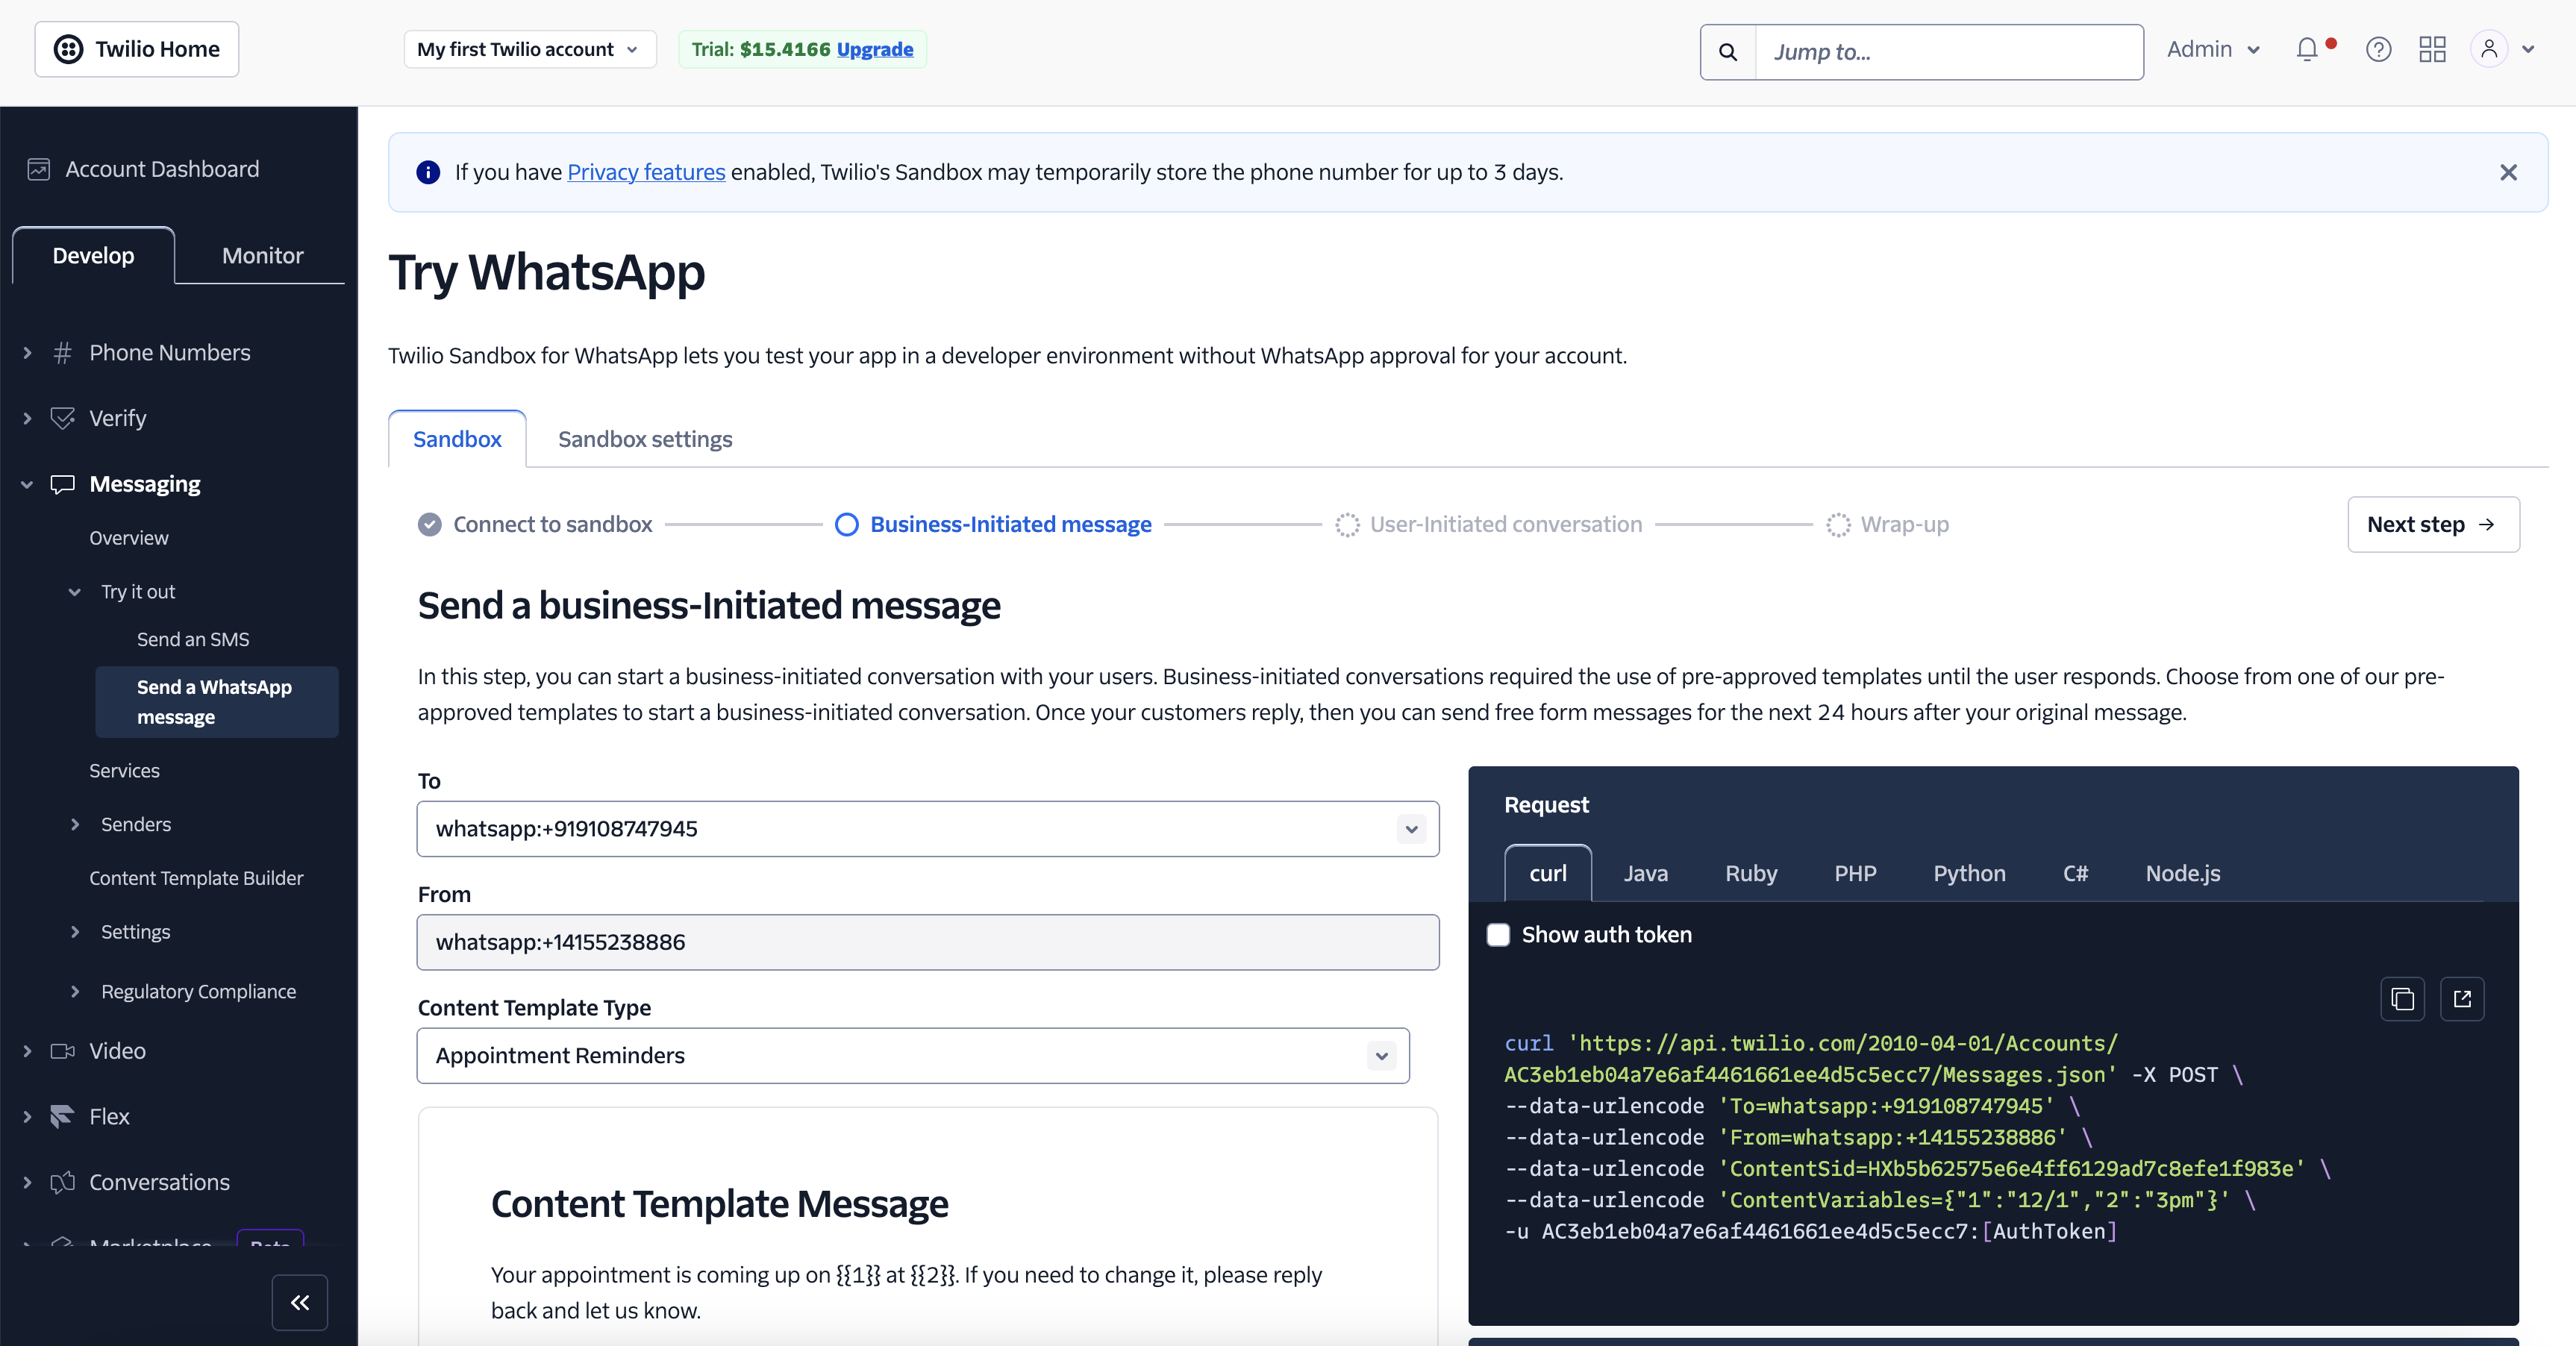 Twilio Home
My first Twilio account
Trial: $15.4166 Upgrade
Jump to...
Admin
Account Dashboard
Develop
Monitor
Phone Numbers
Verify
Messaging
Overview
Try it out
Send an SMS
Send a WhatsApp
message
Services
Senders
Content Template Builder
Settings
Regulatory Compliance
Video
Flex
Conversations
Marketplace
Beta
If you have Privacy features enabled, Twilio's Sandbox may temporarily store the phone number for up to 3 days.
Try WhatsApp
Twilio Sandbox for WhatsApp lets you test your app in a developer environment without WhatsApp approval for your account.
Sandbox
Sandbox settings
Connect to sandbox
Business-Initiated message
User-Initiated conversation
Wrap-up
Next step
Send a business-Initiated message
In this step, you can start a business-initiated conversation with your users. Business-initiated conversations required the use of pre-approved templates until the user responds. Choose from one of our pre-
approved templates to start a business-initiated conversation. Once your customers reply, then you can send free form messages for the next 24 hours after your original message.
To
whatsapp:+919108747945
From
whatsapp:+14155238886
Content Template Type
Appointment Reminders
Content Template Message
Your appointment is coming up on {{1}} at {{2}}. If you need to change it, please reply
back and let us know.
Request
curl
Java
Ruby
PHP
Python
C#
Node.js
Show auth token
curl 'https://api.twilio.com/2010-04-01/Accounts/
AC3eb1eb04a7e6af4461661ee4d5c5ecc7/Messages.json' -X POST \
--data-urlencode 'To=whatsapp:+919108747945' \
--data-urlencode 'From=whatsapp:+14155238886' \
--data-urlencode 'ContentSid=HXb5b62575e6e4ff6129ad7c8efe1f983e' \
--data-urlencode 'ContentVariables={"1":"12/1","2":"3pm"}' \
-u AC3eb1eb04a7e6af4461661ee4d5c5ecc7:[AuthToken]